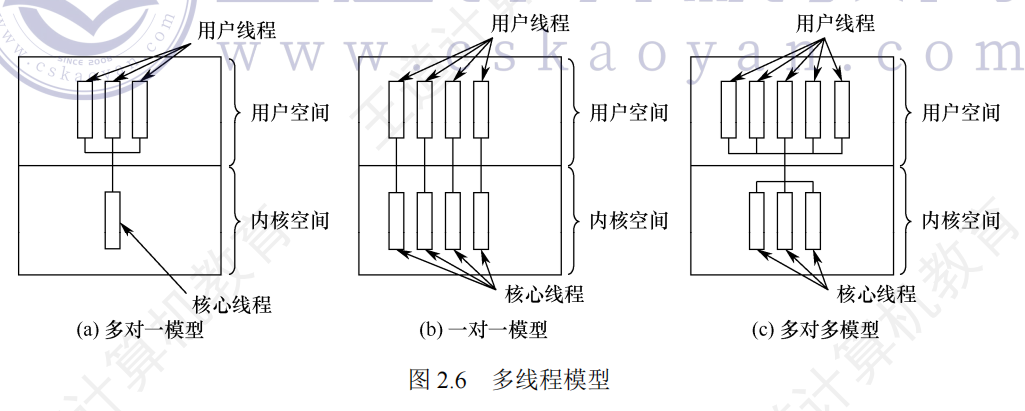 用户线程
用户线程
用户线程
SINCE 2008
www.cskaoyan.com
用户空间
用户空间
用户空间
内核空间
内核空间
内核空间
核心线程
核心线程
核心线程
(a) 多对一模型
(b) 一对一模型
(c) 多对多模型
图 2.6 多线程模型